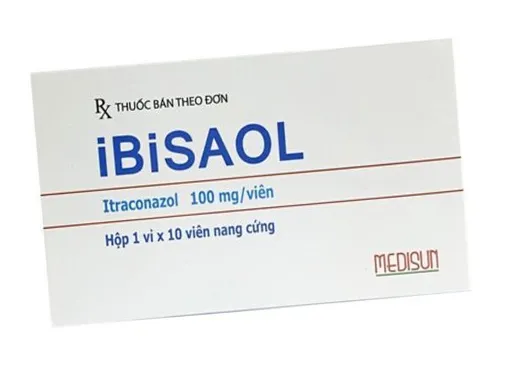 Rx THUỐC BÁN THEO ĐƠN
iBiSAOL
Itraconazol 100 mg/viên
Hộp 1 vỉ x 10 viên nang cứng
MEDISUN